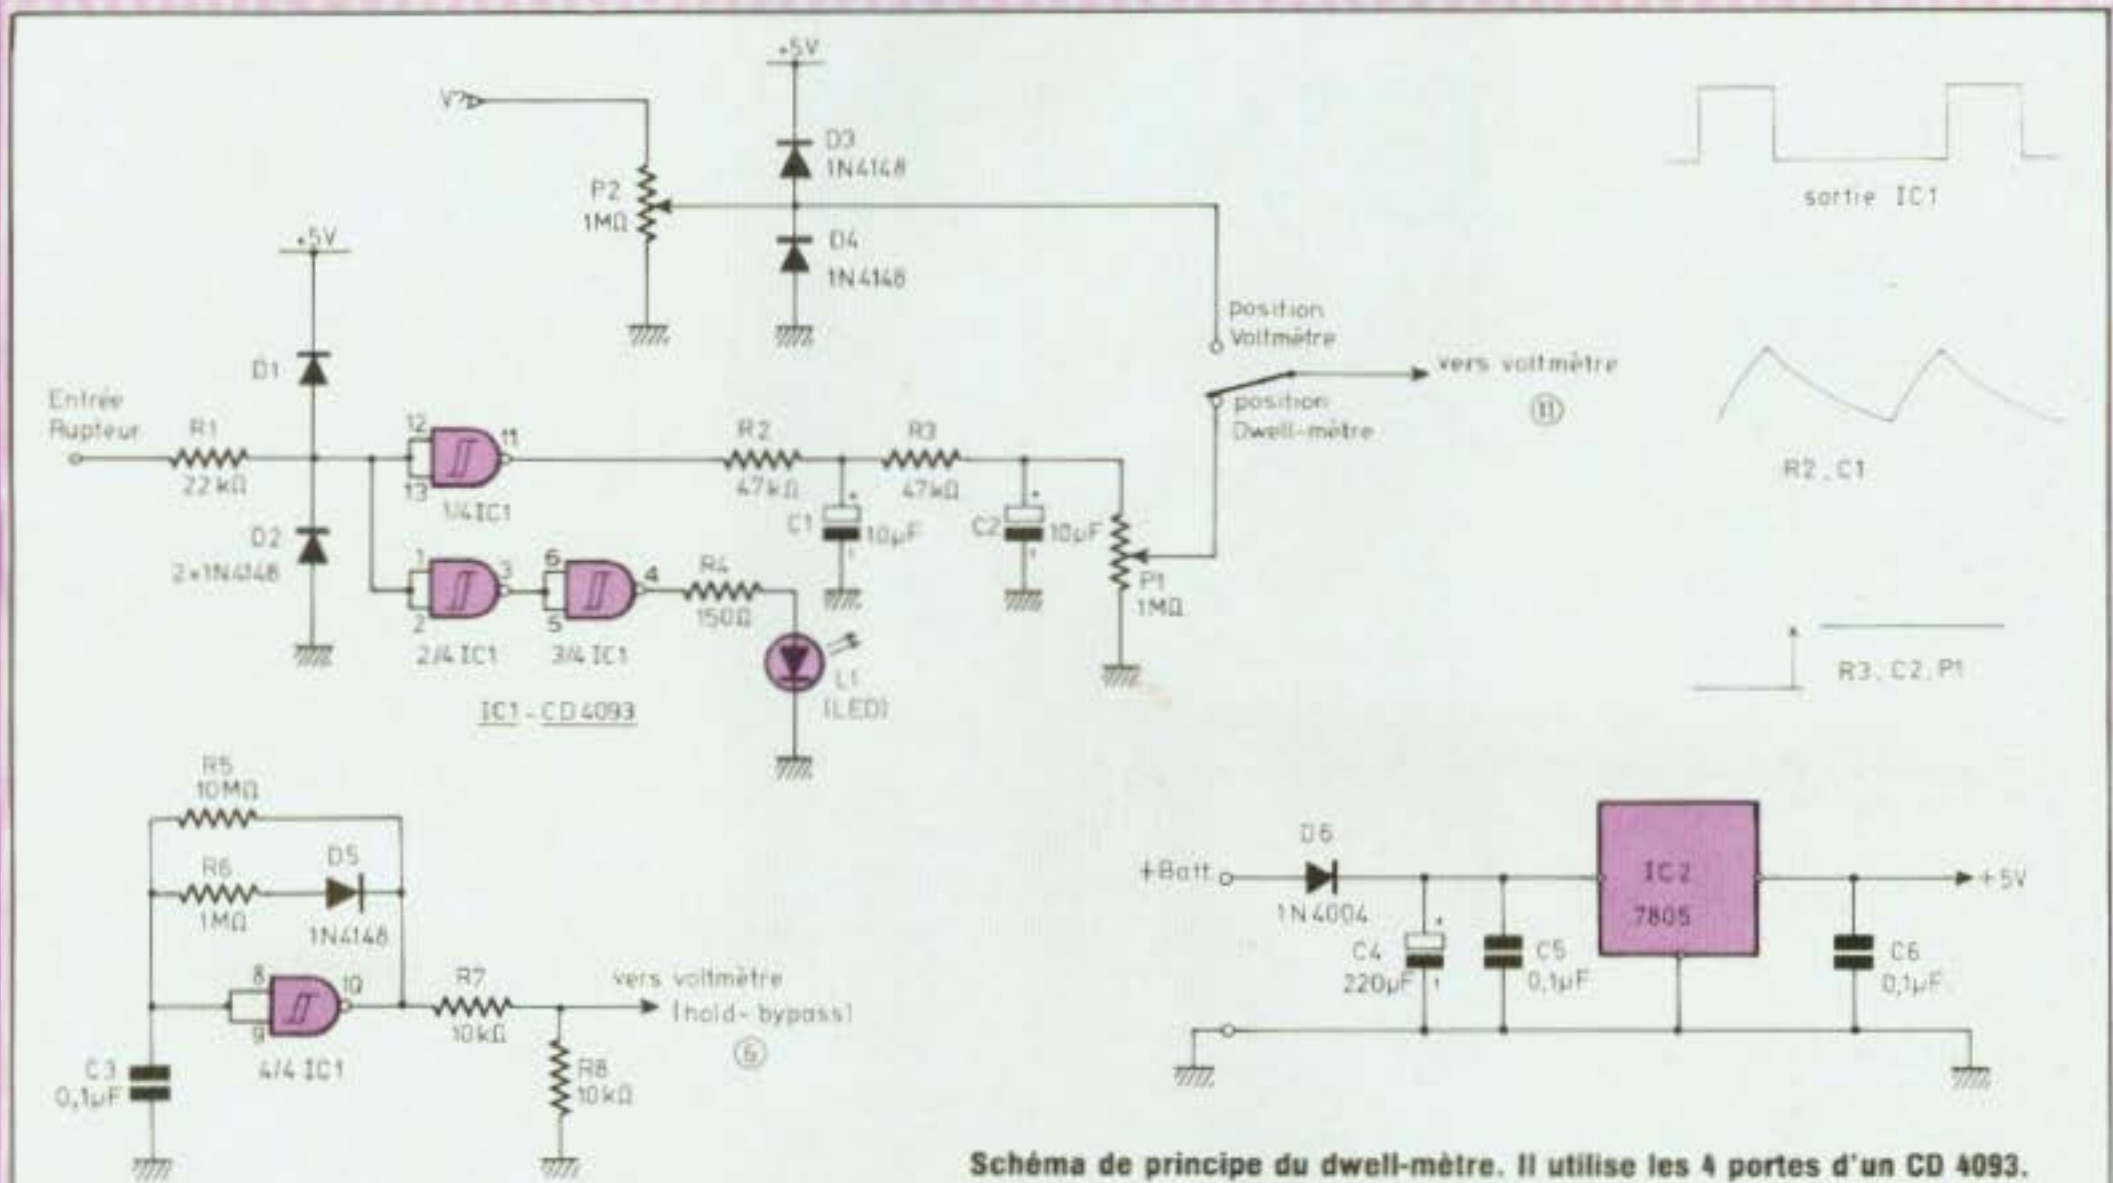 +5V
V
D3
1N4148
P2
1MΩ
D4
1N4148
sortie IC1
+5V
position
Voltmètre
vers voltmètre
11
position
Dwell-mètre
D1
Entrée
Rupteur
R1
22kΩ
12
13
11
1/4 IC1
R2
47kΩ
R3
47kΩ
C1
10µF
C2
10µF
R2, C1
D2
2x1N4148
1
2
3
2/4 IC1
6
5
4
3/4 IC1
R4
150Ω
P1
1MΩ
L1
(LED)
IC1-CD4093
R3, C2, P1
R5
10MΩ
R6
1MΩ
D5
1N4148
8
9
10
4/4 IC1
R7
10kΩ
vers voltmètre
(hold-bypass)
6
R8
10kΩ
C3
0,1µF
+Batt.
D6
1N4004
C4
220µF
C5
0,1µF
IC2
7805
C6
0,1µF
+5V
Schéma de principe du dwell-mètre. Il utilise les 4 portes d'un CD 4093.